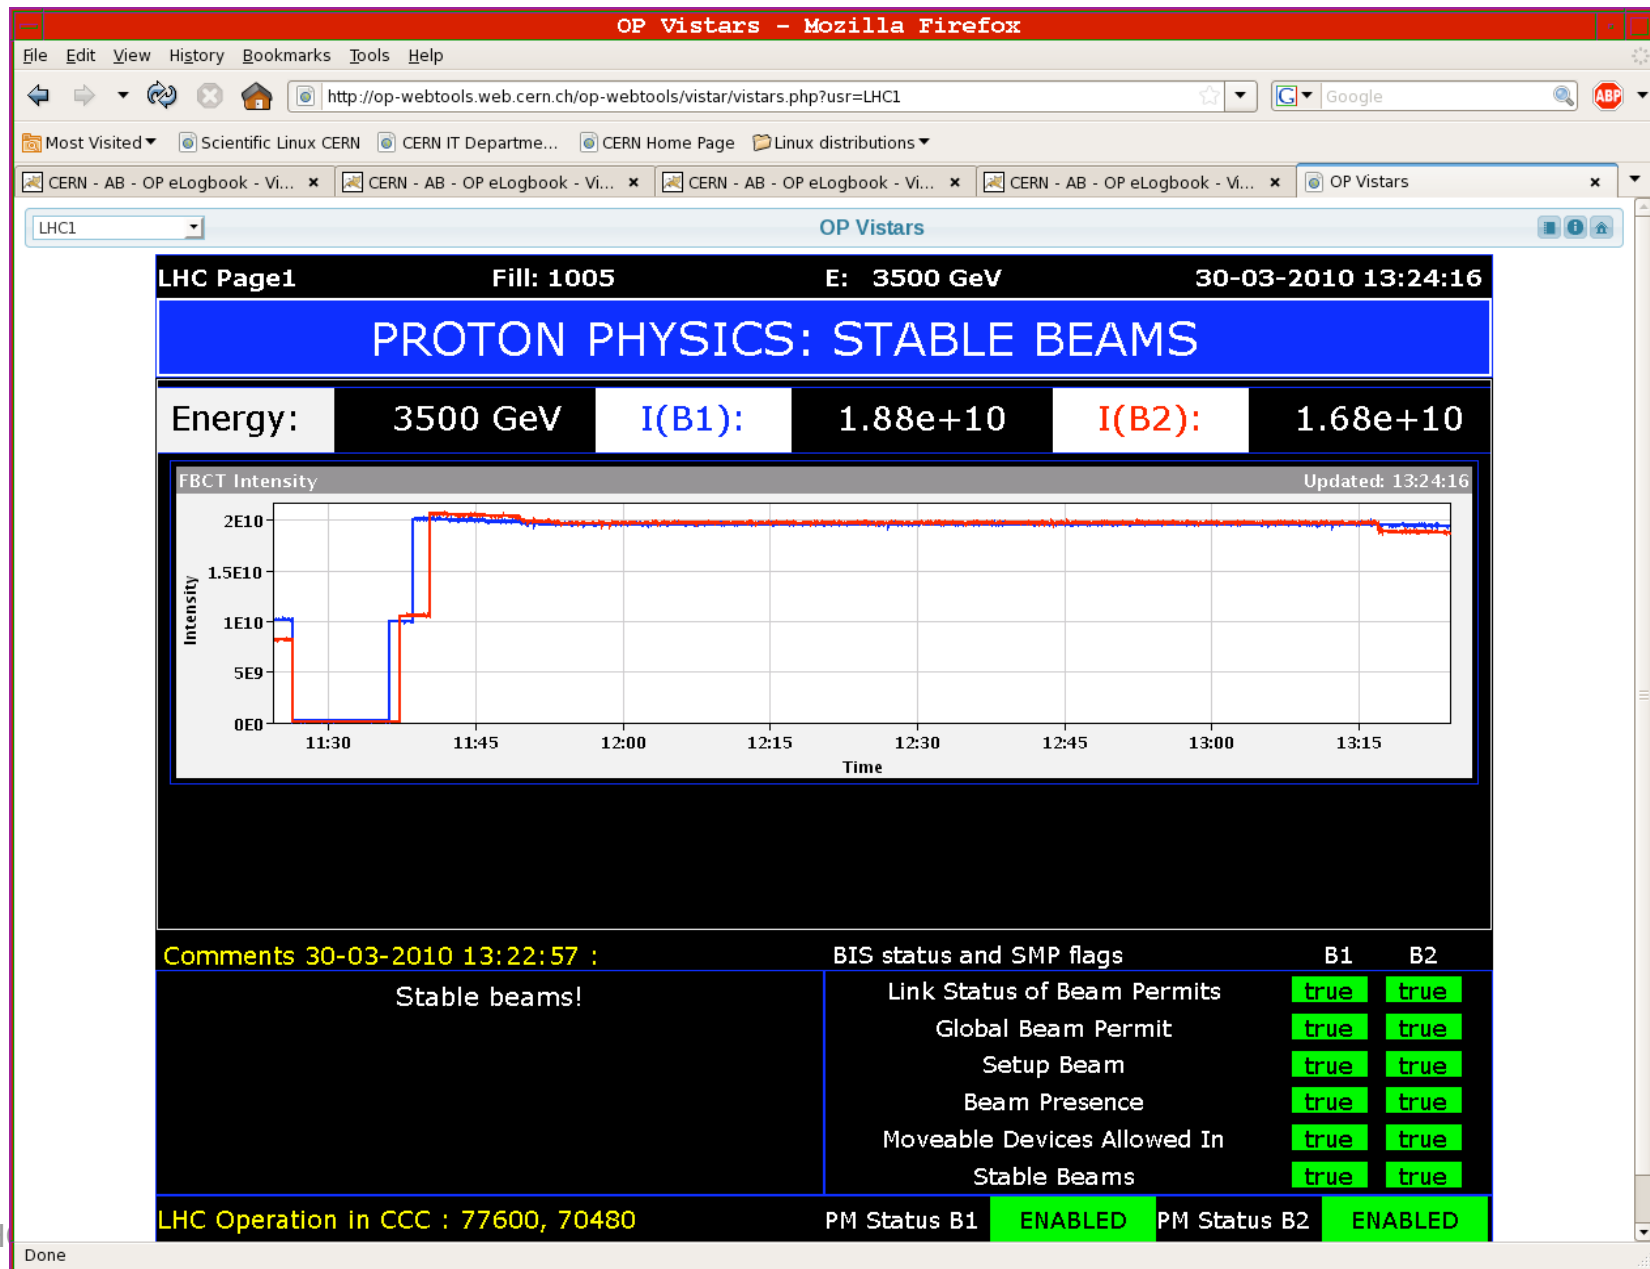 OP Vistars - Mozilla Firefox
File Edit View History Bookmarks Tools Help
http://op-webtools.web.cern.ch/op-webtools/vistar/vistars.php?usr=LHC1 G Google ABP
Most Visited Scientific Linux CERN CERN IT Departme... CERN Home Page Linux distributions
CERN - AB - OP eLogbook - Vi... CERN - AB - OP eLogbook - Vi... CERN - AB - OP eLogbook - Vi... CERN - AB - OP eLogbook - Vi... OP Vistars
LHC1 OP Vistars
LHC Page1 Fill: 1005 E: 3500 GeV 30-03-2010 13:24:16
PROTON PHYSICS: STABLE BEAMS
Energy: 3500 GeV I(B1): 1.88e+10 I(B2): 1.68e+10
FBCT Intensity Updated: 13:24:16
2E10
1.5E10
1E10
5E9
0E0
Intensity
11:30 11:45 12:00 12:15 12:30 12:45 13:00 13:15
Time
Comments 30-03-2010 13:22:57 : BIS status and SMP flags B1 B2
Stable beams!
Link Status of Beam Permits true true
Global Beam Permit true true
Setup Beam true true
Beam Presence true true
Moveable Devices Allowed In true true
Stable Beams true true
LHC Operation in CCC : 77600, 70480 PM Status B1 ENABLED PM Status B2 ENABLED
Done